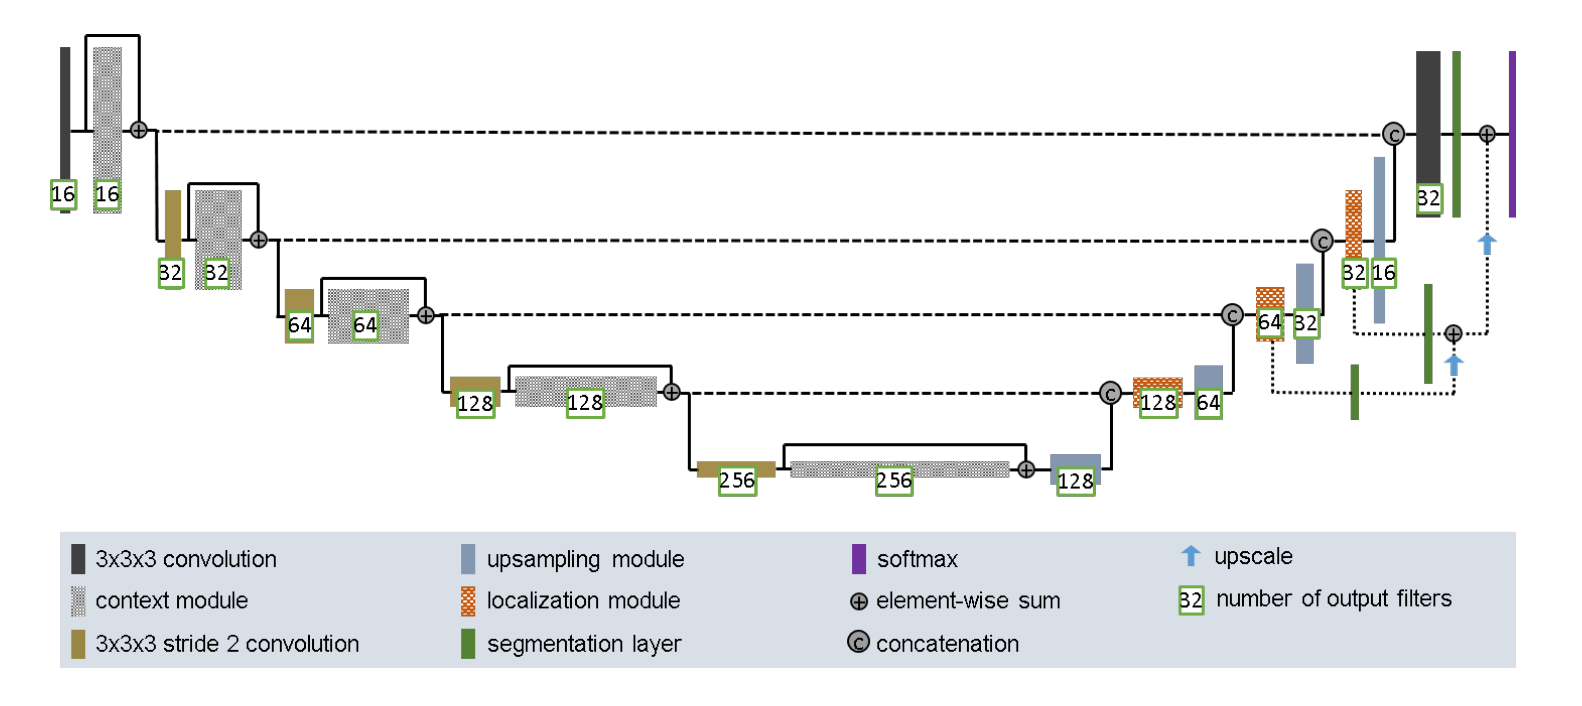 16
16
32
32
64
64
128
128
256
256
128
C
128
64
C
64
32
C
32
16
C
32
3x3x3 convolution
context module
3x3x3 stride 2 convolution
upsampling module
localization module
segmentation layer
softmax
element-wise sum
C concatenation
upscale
32 number of output filters